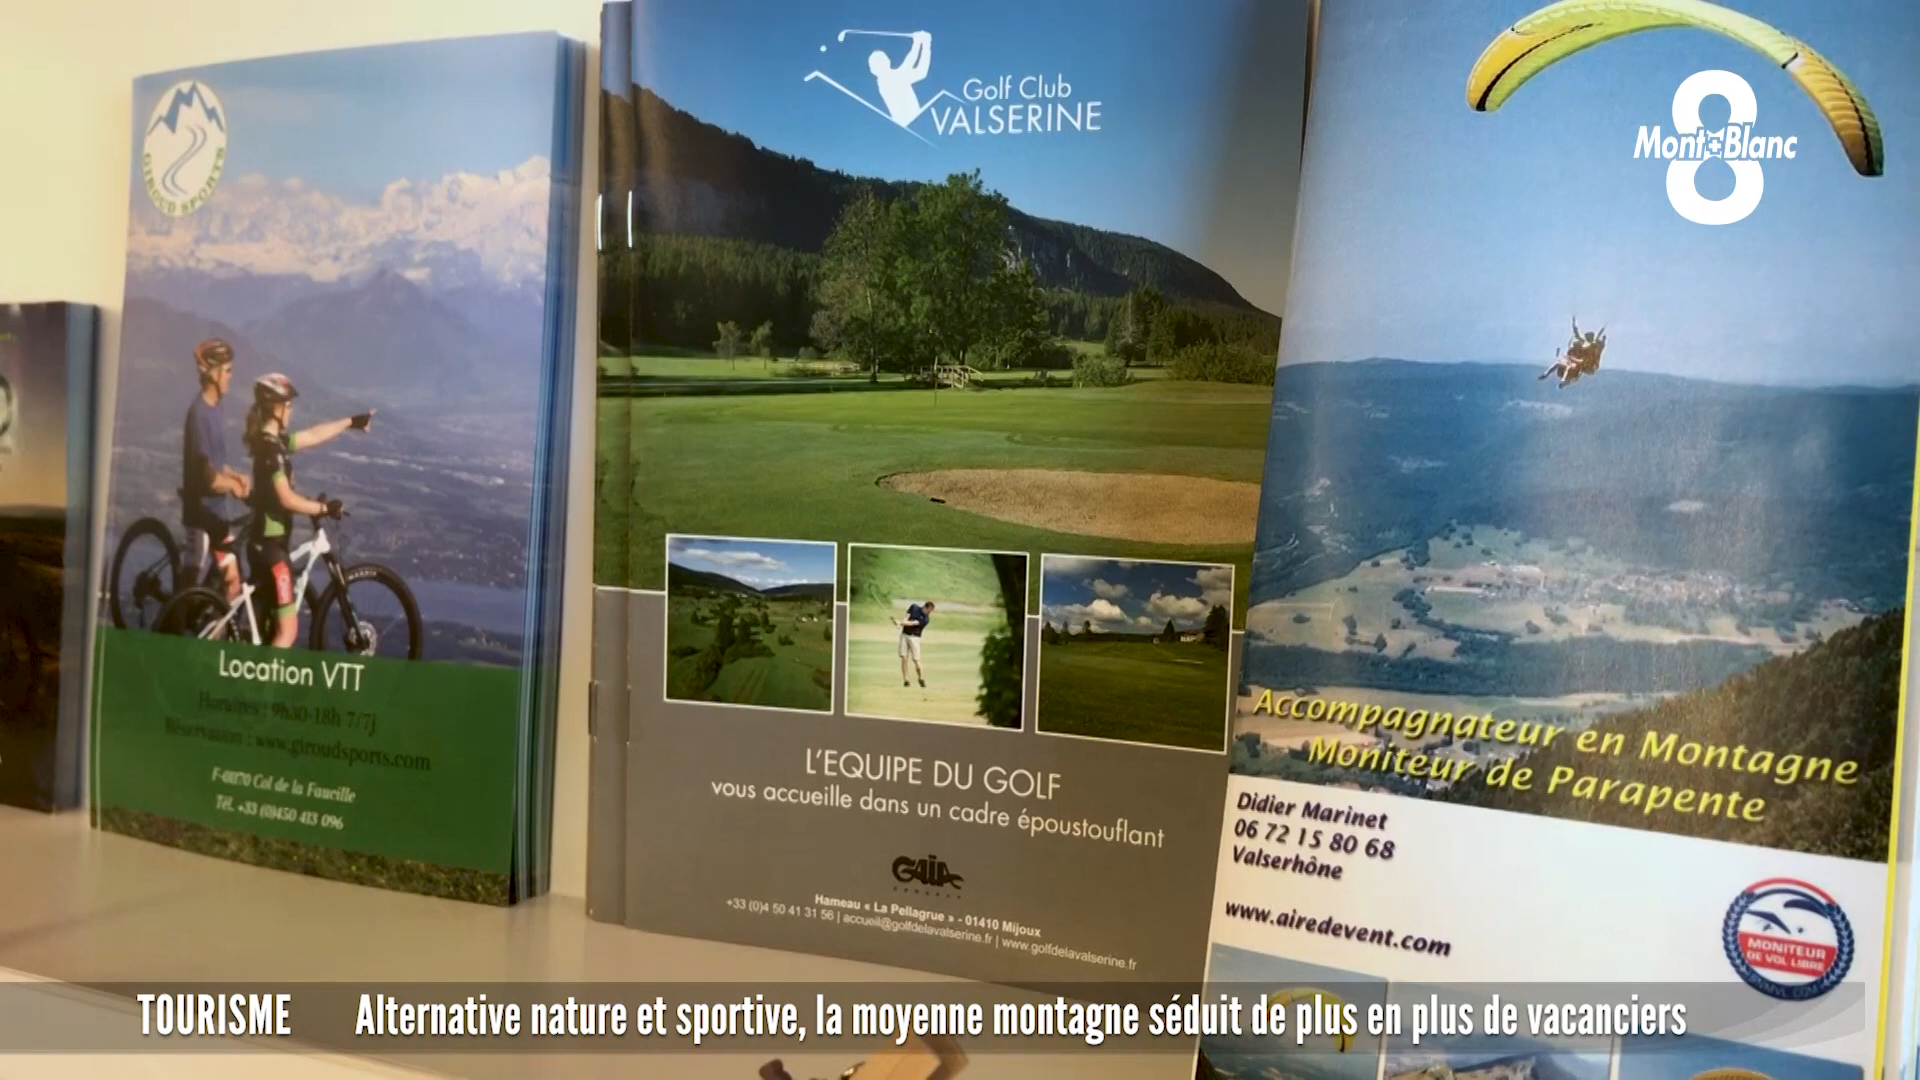 GIROUD SPORTS
Location VTT
Horaires : 9h30-18h 7/7j
Réservation : www.giroudsports.com
F-01170 Col de la Faucille
Tél. +33 (0)450 413 096
Golf Club
VALSERINE
L'EQUIPE DU GOLF
vous accueille dans un cadre époustouflant
GAÏA
Hameau « La Pellagrue » - 01410 Mijoux
+33 (0)4 50 41 31 56 | accueil@golfdelavalserine.fr | www.golfdelavalserine.fr
8
Mont Blanc
Accompagnateur en Montagne
Moniteur de Parapente
Didier Marinet
06 72 15 80 68
Valserhône
www.airedevent.com
MONITEUR
DE VOL LIBRE
TOURISME Alternative nature et sportive, la moyenne montagne séduit de plus en plus de vacanciers